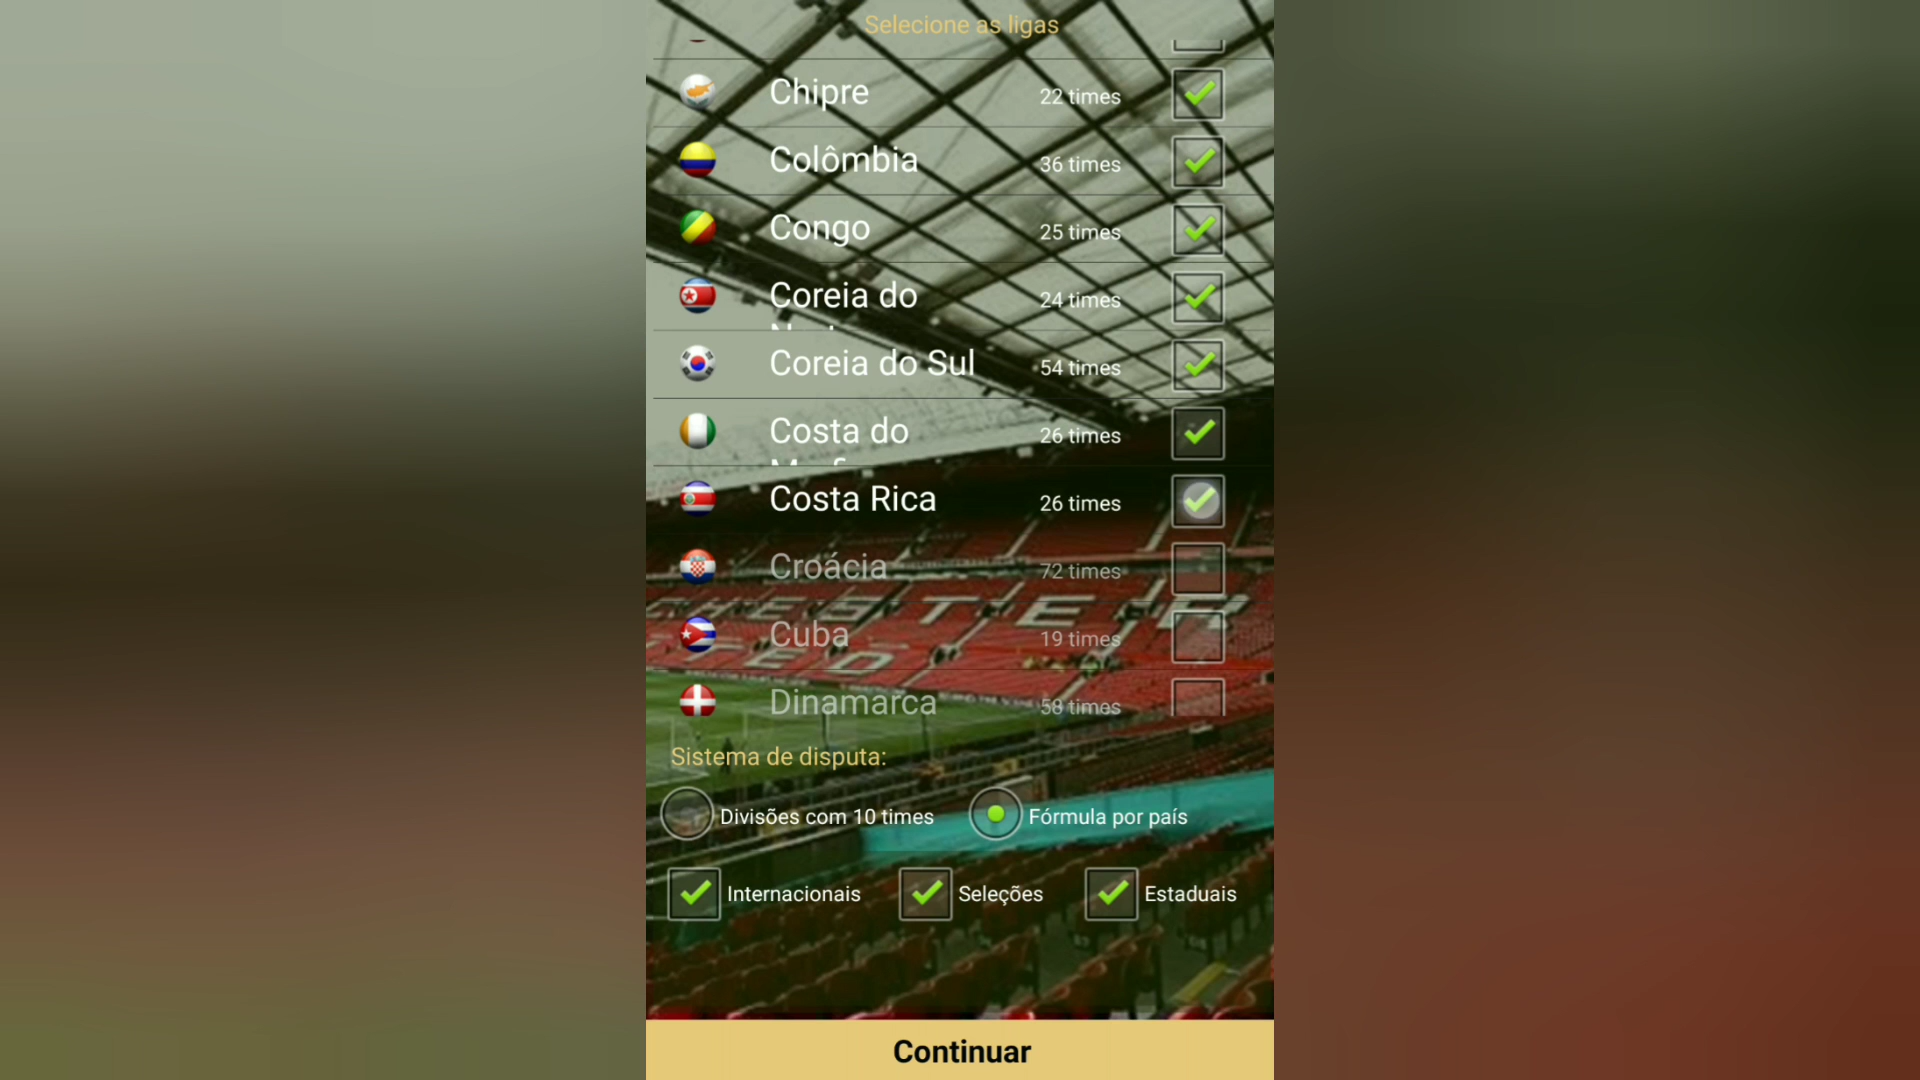 Selecione as ligas
Chipre 22 times
Colômbia 36 times
Congo 25 times
Coreia do 24 times
Coreia do Sul 54 times
Costa do 26 times
Costa Rica 26 times
Croácia 72 times
Cuba 19 times
Dinamarca 58 times
Sistema de disputa:
Divisões com 10 times Fórmula por país
Internacionais Seleções Estaduais
Continuar